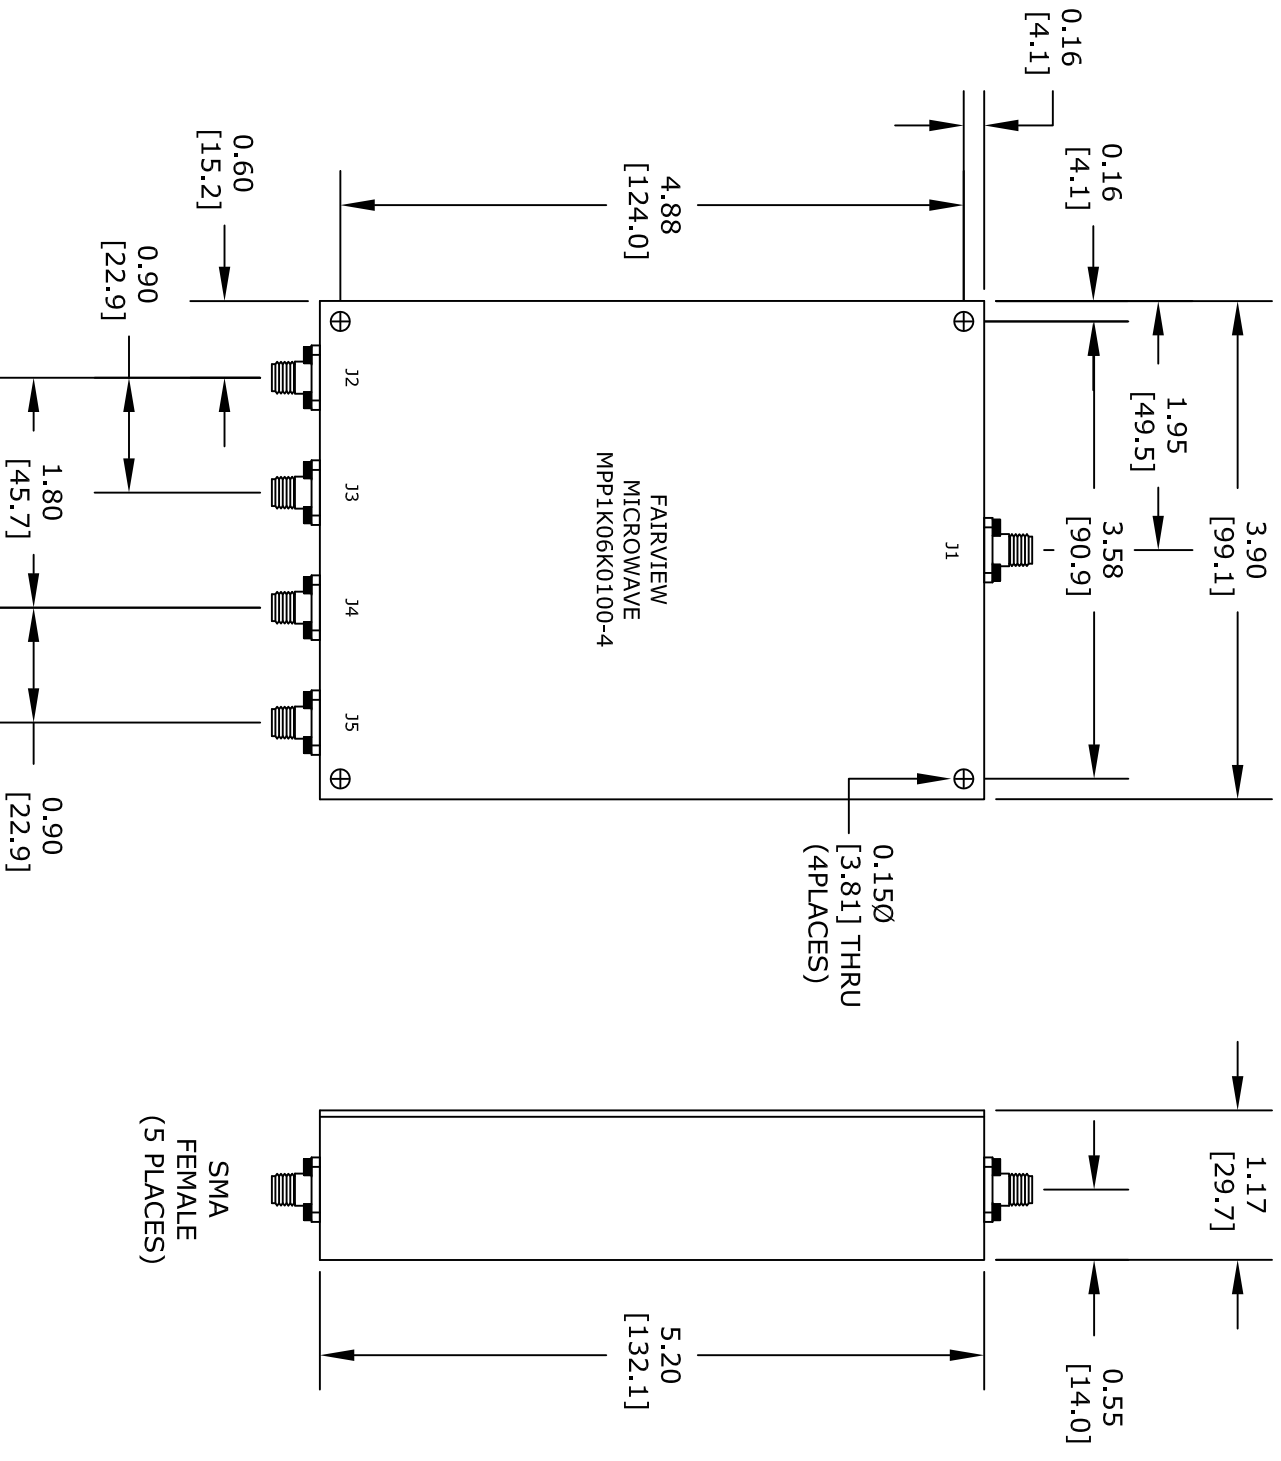 0.16
[4.1]
0.16
[4.1]
1.95
[49.5]
3.58
[90.9]
3.90
[99.1]
4.88
[124.0]
0.60
[15.2]
0.90
[22.9]
1.80
[45.7]
0.90
[22.9]
J1
J2
J3
J4
J5
FAIRVIEW
MICROWAVE
MPP1K06K0100-4
0.15Ø
[3.81] THRU
(4PLACES)
1.17
[29.7]
0.55
[14.0]
5.20
[132.1]
SMA
FEMALE
(5 PLACES)